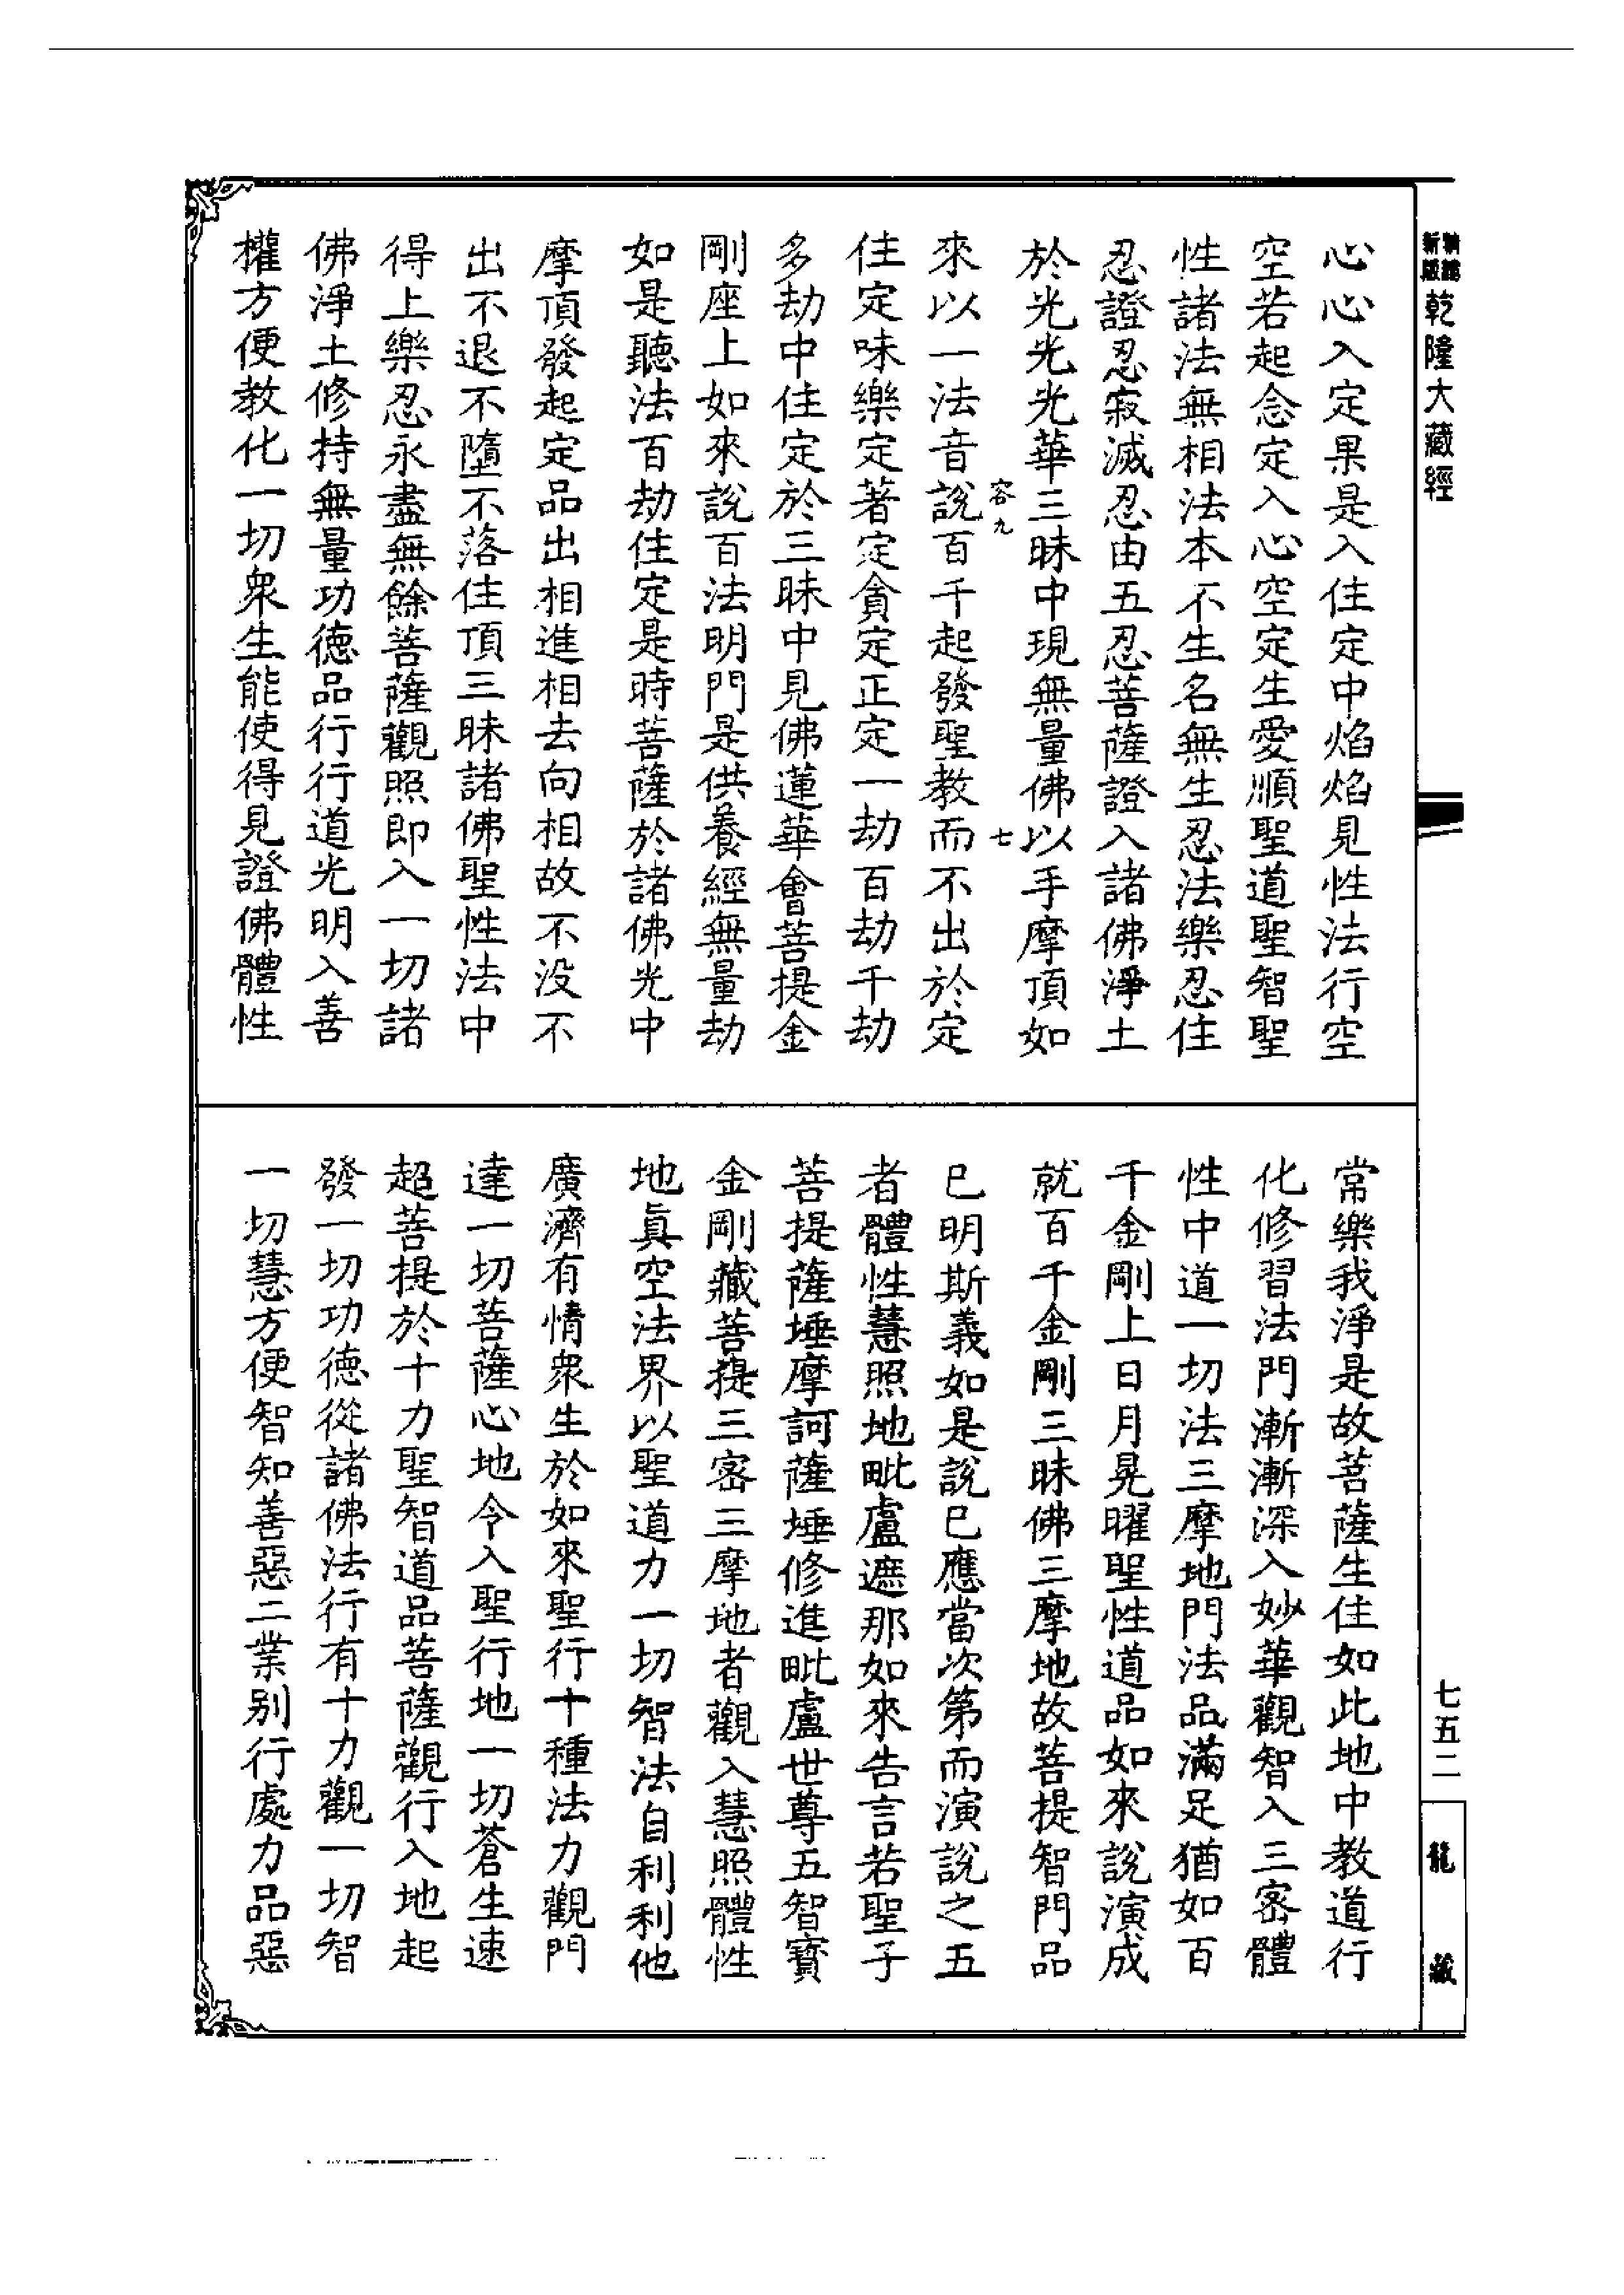 新版
精縮
乾隆大藏經
心心入定果是入住定中焰焰見性法行空
空若起念定入心空定生愛順聖道聖智聖
性諸法無相法本不生名無生忍法樂忍住
忍證忍寂滅忍由五忍菩薩證入諸佛淨土
於光光光華三昧中現無量佛以手摩頂如
容九
七
來以一法音說百千起發聖教而不出於定
住定味樂定著定貪定正定一劫百劫千劫
多劫中住定於三昧中見佛蓮華會菩提金
剛座上如來說百法明門是供養經無量劫
如是聽法百劫住定是時菩薩於諸佛光中
摩頂發起定品出相進相去向相故不沒不
出不退不墮不落住頂三昧諸佛聖性法中
得上樂忍永盡無餘菩薩觀照即入一切諸
佛淨土修持無量功德品行行道光明入善
權方便教化一切眾生能使得見證佛體性
常樂我淨是故菩薩生住如此地中教道行
化修習法門漸漸深入妙華觀智入三密體
性中道一切法三摩地門法品滿足猶如百
千金剛上日月晃曜聖性道品如來說演成
就百千金剛三昧佛三摩地故菩提智門品
已明斯義如是說已應當次第而演說之五
者體性慧照地毗盧遮那如來告言若聖子
菩提薩埵摩訶薩埵修進毗盧世尊五智寶
金剛藏菩提三密三摩地者觀入慧照體性
地真空法界以聖道力一切智法自利利他
廣濟有情眾生於如來聖行十種法力觀門
達一切菩薩心地令入聖行地一切蒼生速
超菩提於十力聖智道品菩薩觀行入地起
發一切功德從諸佛法行有十力觀一切智
一切慧方便智知善惡二業別行處力品惡
七五二
龍藏